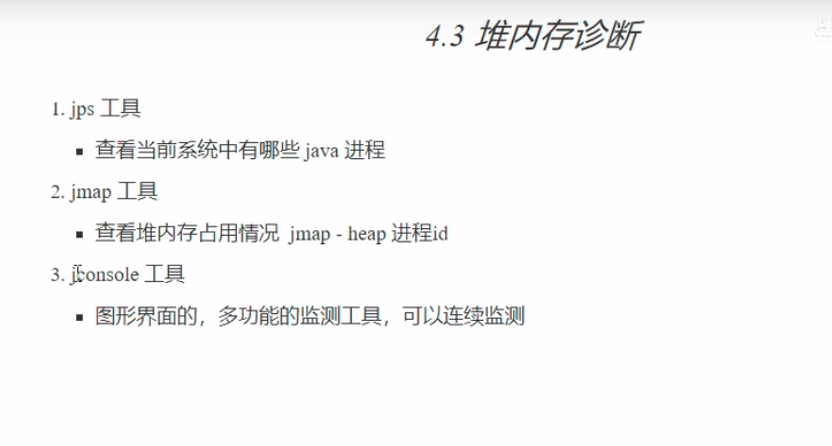 4.3 堆内存诊断
1. jps 工具
▪ 查看当前系统中有哪些 java 进程
2. jmap 工具
▪ 查看堆内存占用情况 jmap - heap 进程id
3. jconsole 工具
▪ 图形界面的，多功能的监测工具，可以连续监测